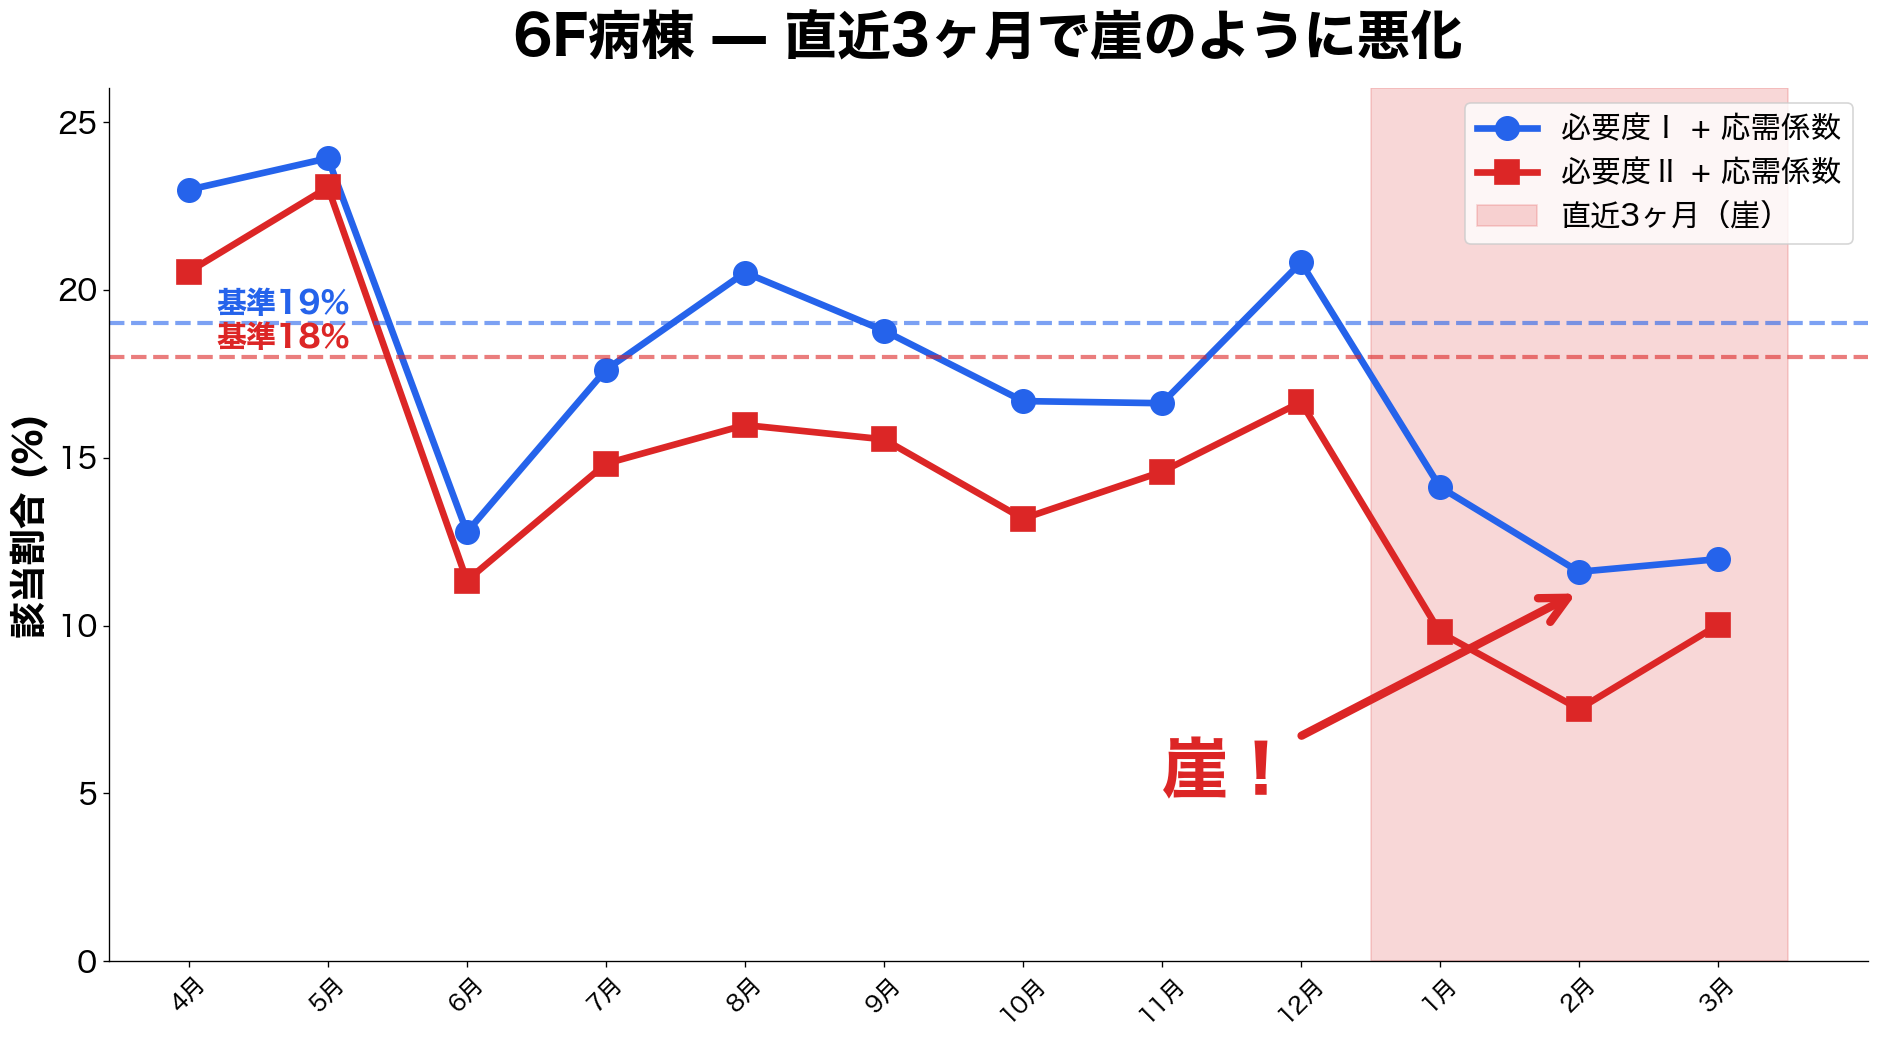 6F病棟 — 直近3ヶ月で崖のように悪化
必要度Ⅰ + 応需係数
必要度Ⅱ + 応需係数
直近3ヶ月（崖）
該当割合 (%)
25
20
15
10
5
0
基準19%
基準18%
崖！
4月
5月
6月
7月
8月
9月
10月
11月
12月
1月
2月
3月